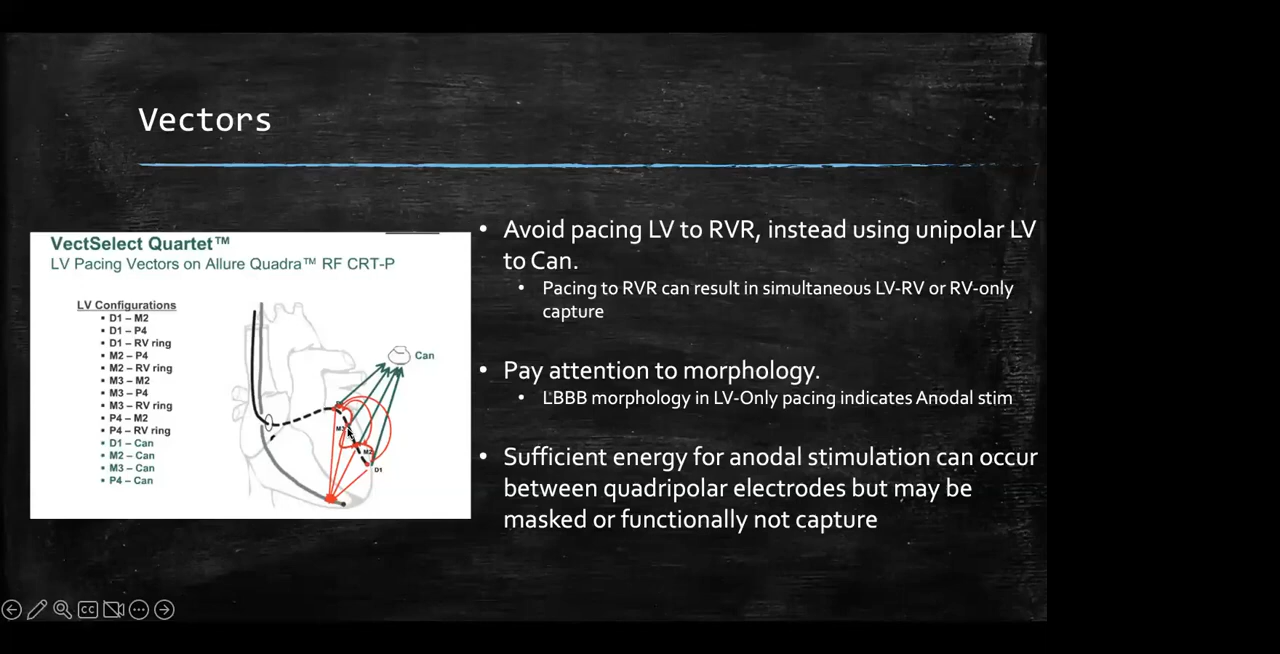 Vectors
VectSelect Quartet™
LV Pacing Vectors on Allure Quadra™ RF CRT-P
LV Configurations
▪ D1 – M2
▪ D1 – P4
▪ D1 – RV ring
▪ M2 – P4
▪ M2 – RV ring
▪ M3 – M2
▪ M3 – P4
▪ M3 – RV ring
▪ P4 – M2
▪ P4 – RV ring
▪ D1 – Can
▪ M2 – Can
▪ M3 – Can
▪ P4 – Can
Can
M2
D1
• Avoid pacing LV to RVR, instead using unipolar LV
to Can.
• Pacing to RVR can result in simultaneous LV-RV or RV-only
capture
• Pay attention to morphology.
• LBBB morphology in LV-Only pacing indicates Anodal stim
• Sufficient energy for anodal stimulation can occur
between quadripolar electrodes but may be
masked or functionally not capture
CC